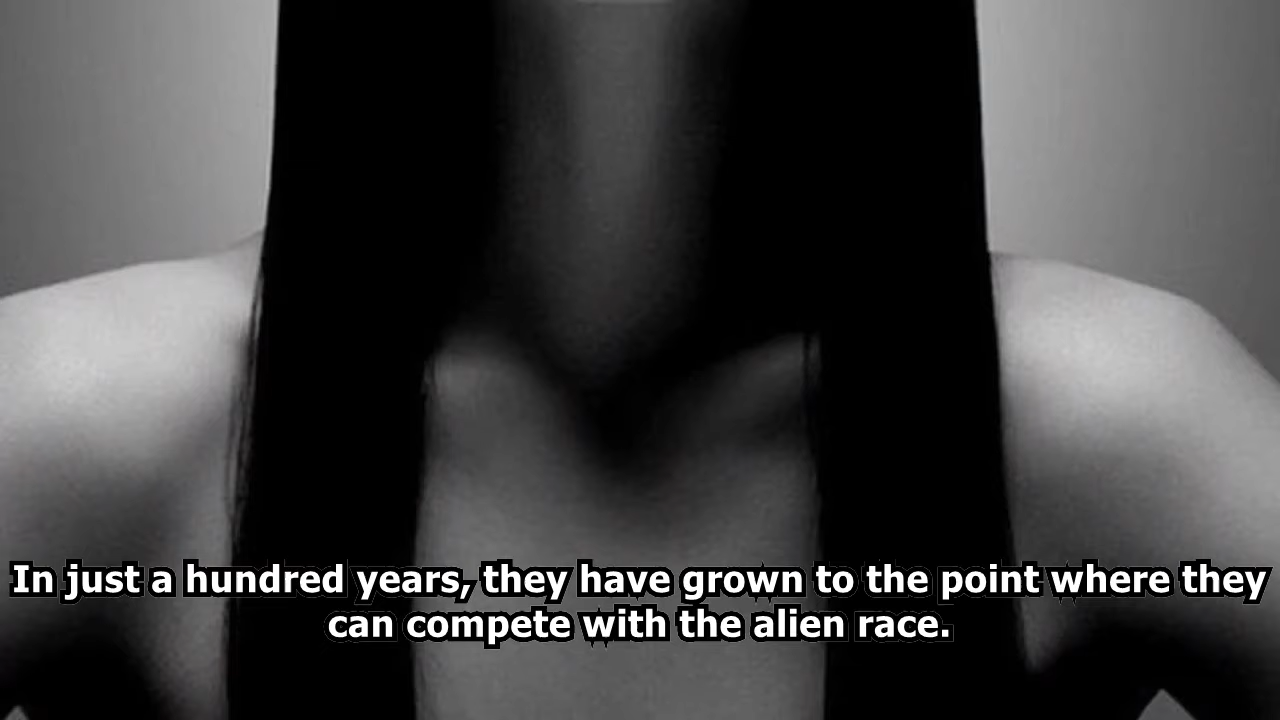 In just a hundred years, they have grown to the point where they
can compete with the alien race.